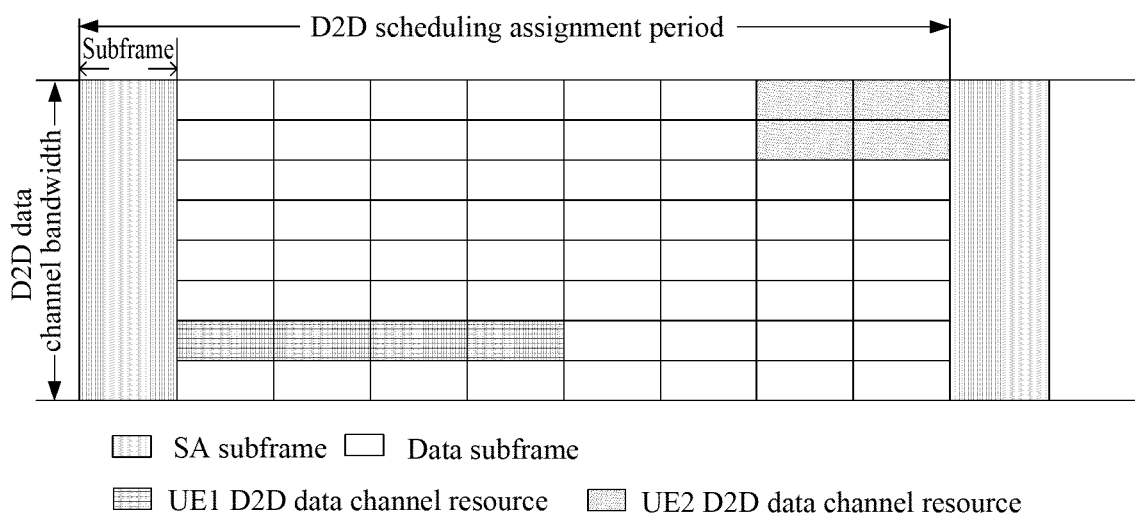 D2D scheduling assignment period
Subframe
D2D data
channel bandwidth
SA subframe
Data subframe
UE1 D2D data channel resource
UE2 D2D data channel resource